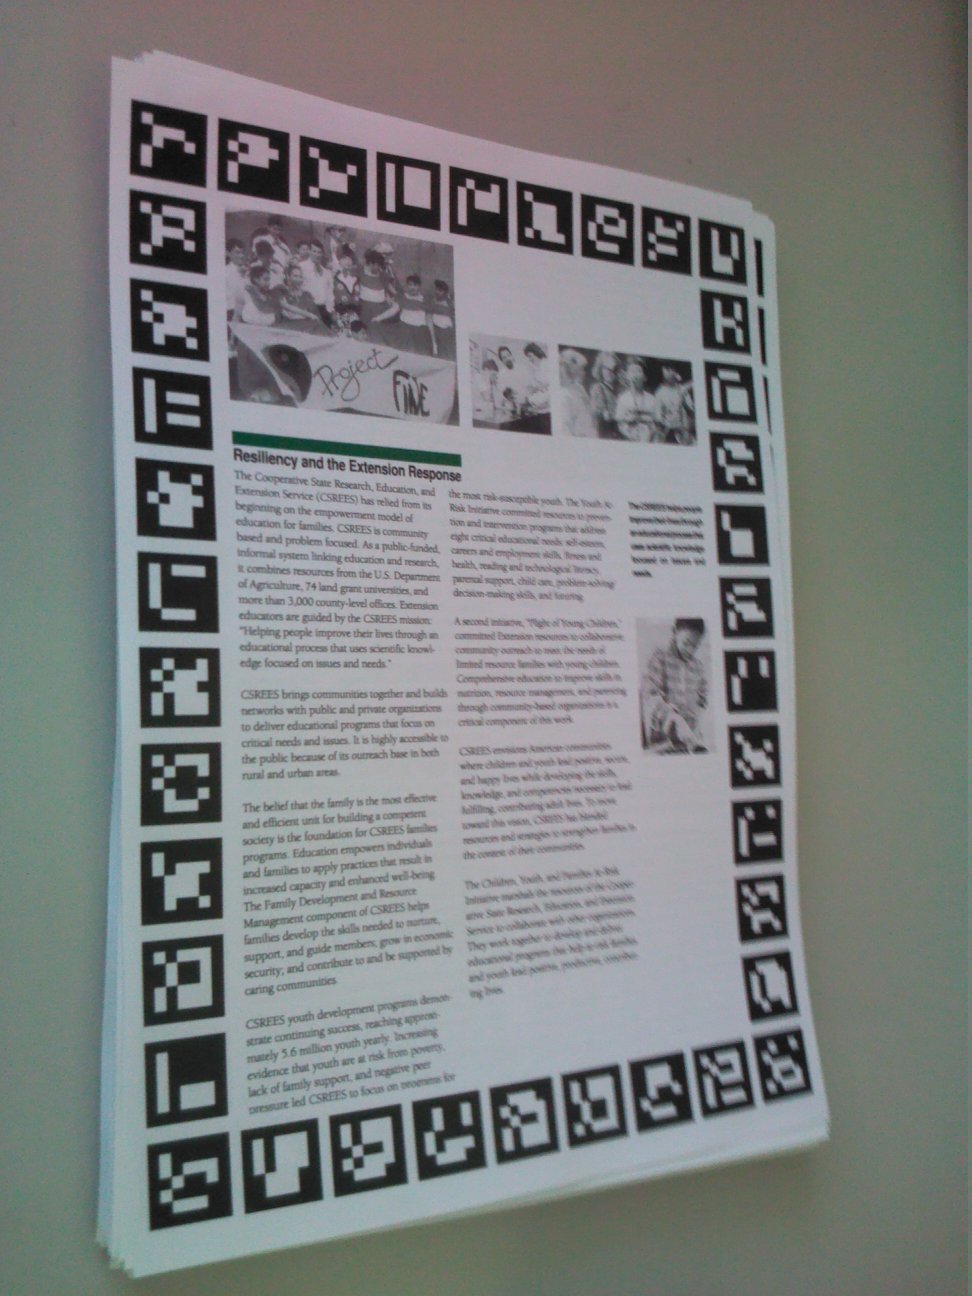 Project
FINE
Resiliency and the Extension Response
The Cooperative State Research, Education, and
Extension Service (CSREES) has relied from its
beginning on the empowerment model of
education for families. CSREES is community
based and problem focused. As a public-funded,
informal system linking education and research,
it combines resources from the U.S. Department
of Agriculture, 74 land grant universities, and
more than 3,000 county-level offices. Extension
educators are guided by the CSREES mission:
"Helping people improve their lives through an
educational process that uses scientific knowl-
edge focused on issues and needs."
CSREES brings communities together and builds
networks with public and private organizations
to deliver educational programs that focus on
critical needs and issues. It is highly accessible to
the public because of its outreach base in both
rural and urban areas.
The belief that the family is the most effective
and efficient unit for building a competent
society is the foundation for CSREES families
programs. Education empowers individuals
and families to apply practices that result in
increased capacity and enhanced well-being.
The Family Development and Resource
Management component of CSREES helps
families develop the skills needed to nurture,
support, and guide members, grow in economic
security, and contribute to and be supported by
caring communities.
CSREES youth development programs demon-
strate continuing success, reaching approxi-
mately 5.6 million youth yearly. Increasing
evidence that youth are at risk from poverty,
lack of family support, and negative peer
pressure led CSREES to focus on programs for
the most risk-susceptible youth. The Youth At
Risk Initiative committed resources to preven-
tion and intervention programs that address
eight critical educational needs: self-esteem,
careers and employment skills, fitness and
health, reading and technological literacy,
parental support, child care, problem-solving/
decision-making skills, and futuring.
A second initiative, "Plight of Young Children,"
committed Extension resources to collaborative
community outreach to meet the needs of
limited resource families with young children.
Comprehensive education to improve skills in
nutrition, resource management, and parenting
through community-based organizations is a
critical component of this work.
CSREES envisions American communities
where children and youth lead positive, secure,
and happy lives while developing the skills,
knowledge, and competencies necessary to lead
fulfilling, contributing adult lives. To move
toward this vision, CSREES has blended
resources and strategies to strengthen families in
the context of their communities.
The Children, Youth, and Families At-Risk
Initiative marshals the resources of the Cooper-
ative State Research, Education, and Extension
Service to collaborate with other organizations.
They work together to develop and deliver
educational programs that help at-risk families
and youth lead positive, productive, contribut-
ing lives.
The CSREES helps people
improve their lives through
an educational process that
uses scientific knowledge
focused on issues and
needs.